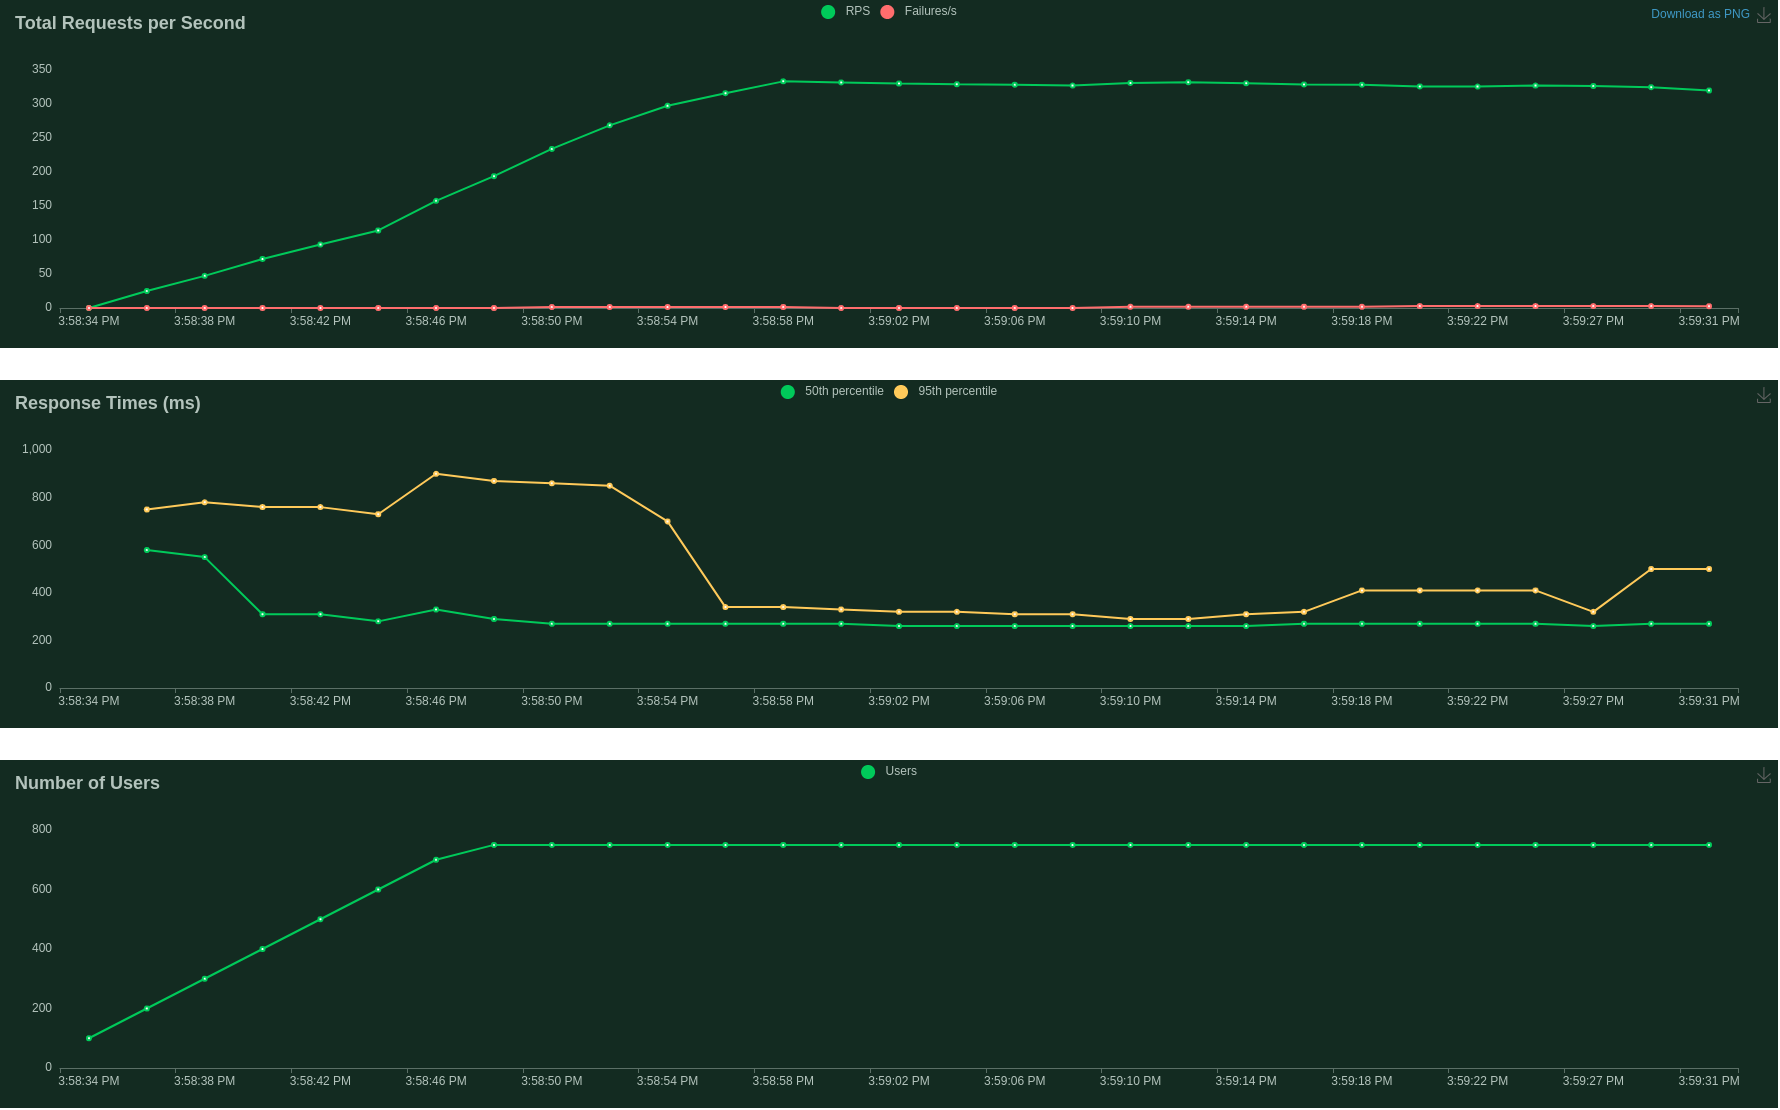 Total Requests per Second
RPS Failures/s
Download as PNG
350
300
250
200
150
100
50
0
3:58:34 PM 3:58:38 PM 3:58:42 PM 3:58:46 PM 3:58:50 PM 3:58:54 PM 3:58:58 PM 3:59:02 PM 3:59:06 PM 3:59:10 PM 3:59:14 PM 3:59:18 PM 3:59:22 PM 3:59:27 PM 3:59:31 PM
Response Times (ms)
50th percentile 95th percentile
1,000
800
600
400
200
0
3:58:34 PM 3:58:38 PM 3:58:42 PM 3:58:46 PM 3:58:50 PM 3:58:54 PM 3:58:58 PM 3:59:02 PM 3:59:06 PM 3:59:10 PM 3:59:14 PM 3:59:18 PM 3:59:22 PM 3:59:27 PM 3:59:31 PM
Number of Users
Users
800
600
400
200
0
3:58:34 PM 3:58:38 PM 3:58:42 PM 3:58:46 PM 3:58:50 PM 3:58:54 PM 3:58:58 PM 3:59:02 PM 3:59:06 PM 3:59:10 PM 3:59:14 PM 3:59:18 PM 3:59:22 PM 3:59:27 PM 3:59:31 PM